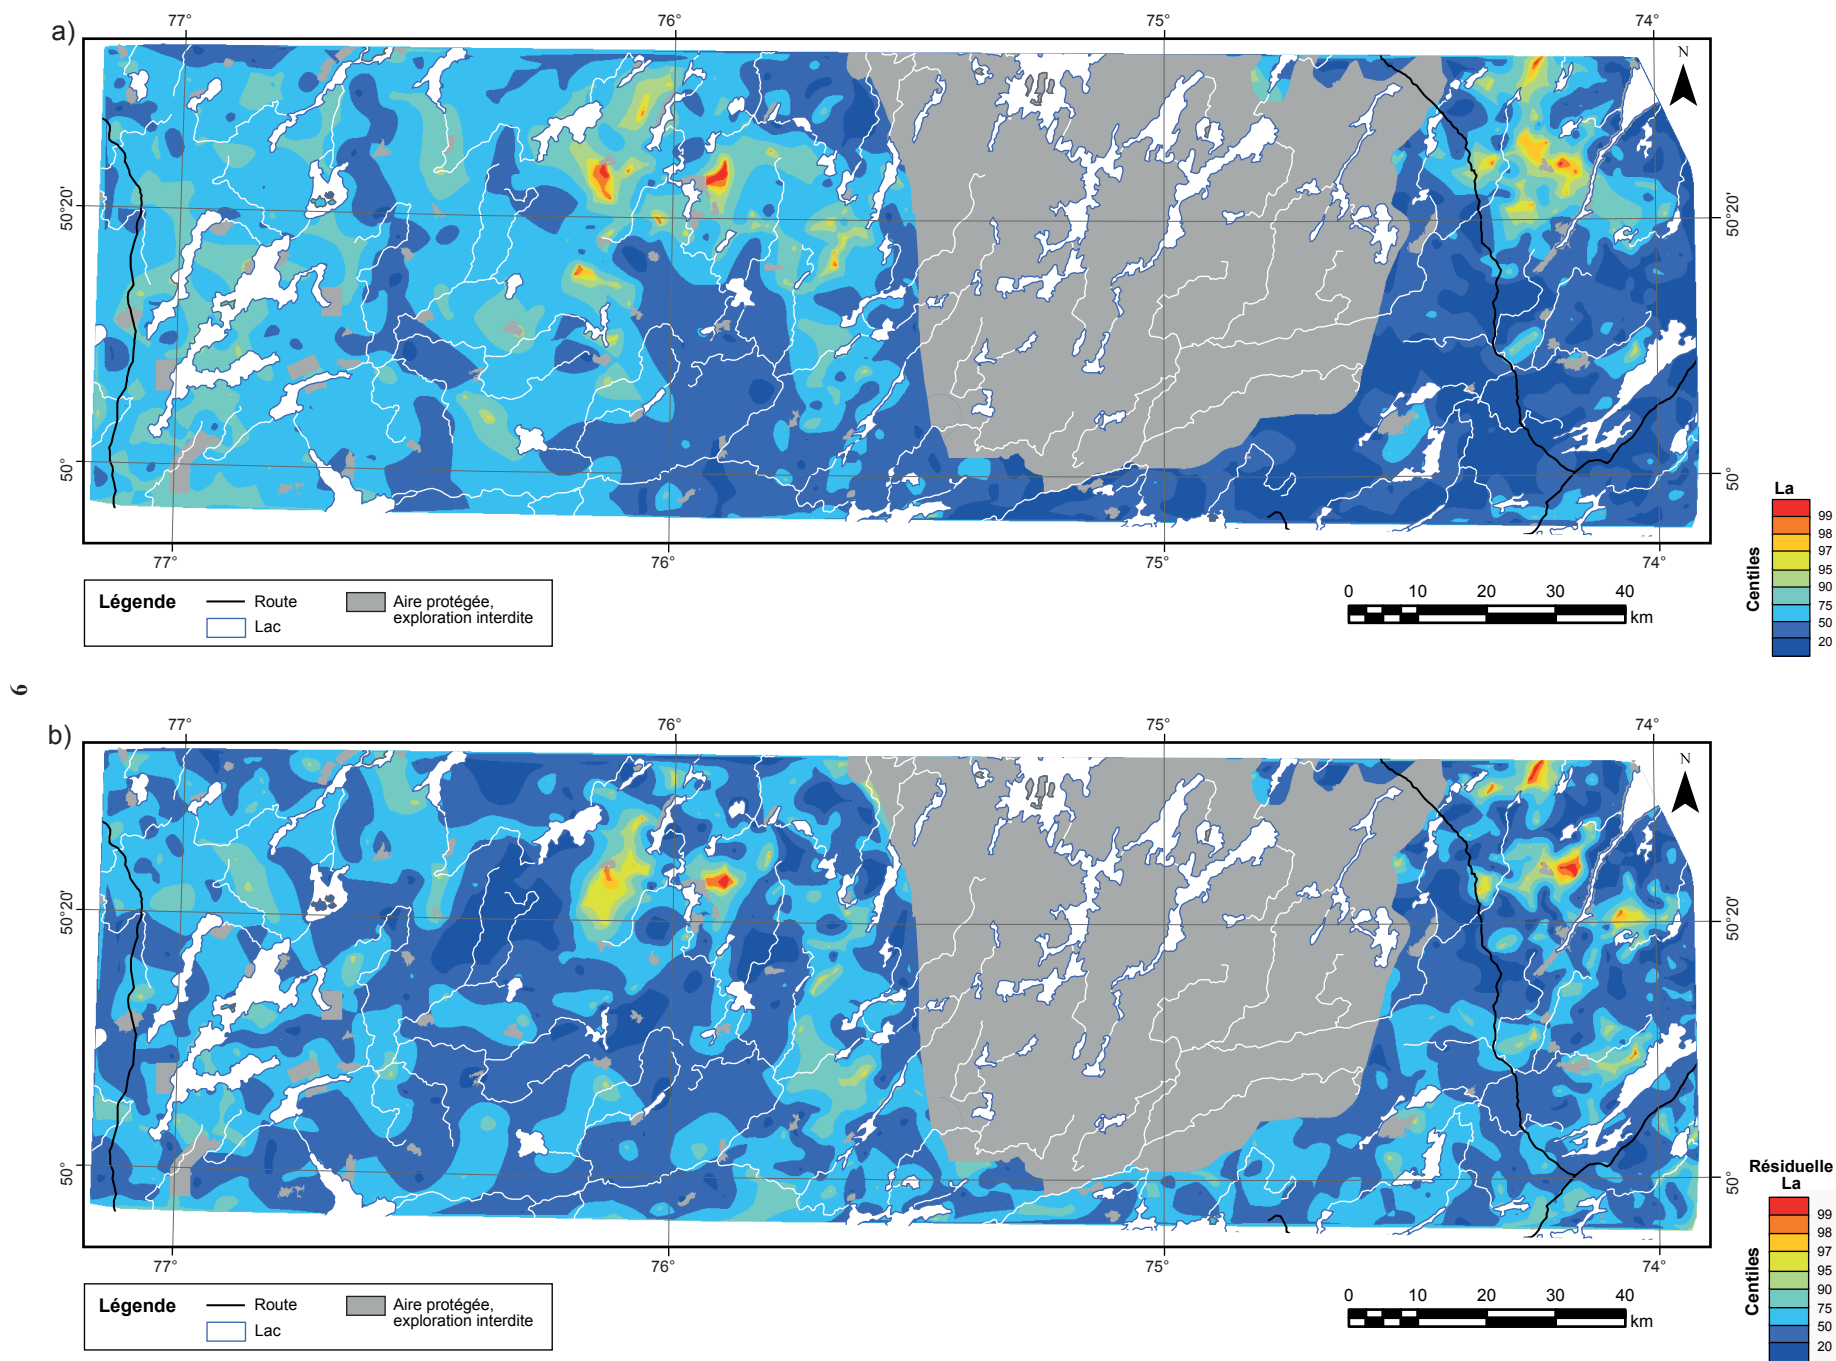 a)
77° 76° 75° 74°
N
50°20' 50°20'
50° 50°
77° 76° 75° 74°
La
Centiles
99
98
97
95
90
75
50
20
Légende
Route
Lac
Aire protégée,
exploration interdite
0 10 20 30 40
km
6
b)
77° 76° 75° 74°
N
50°20' 50°20'
50° 50°
77° 76° 75° 74°
Résiduelle
La
Centiles
99
98
97
95
90
75
50
20
Légende
Route
Lac
Aire protégée,
exploration interdite
0 10 20 30 40
km